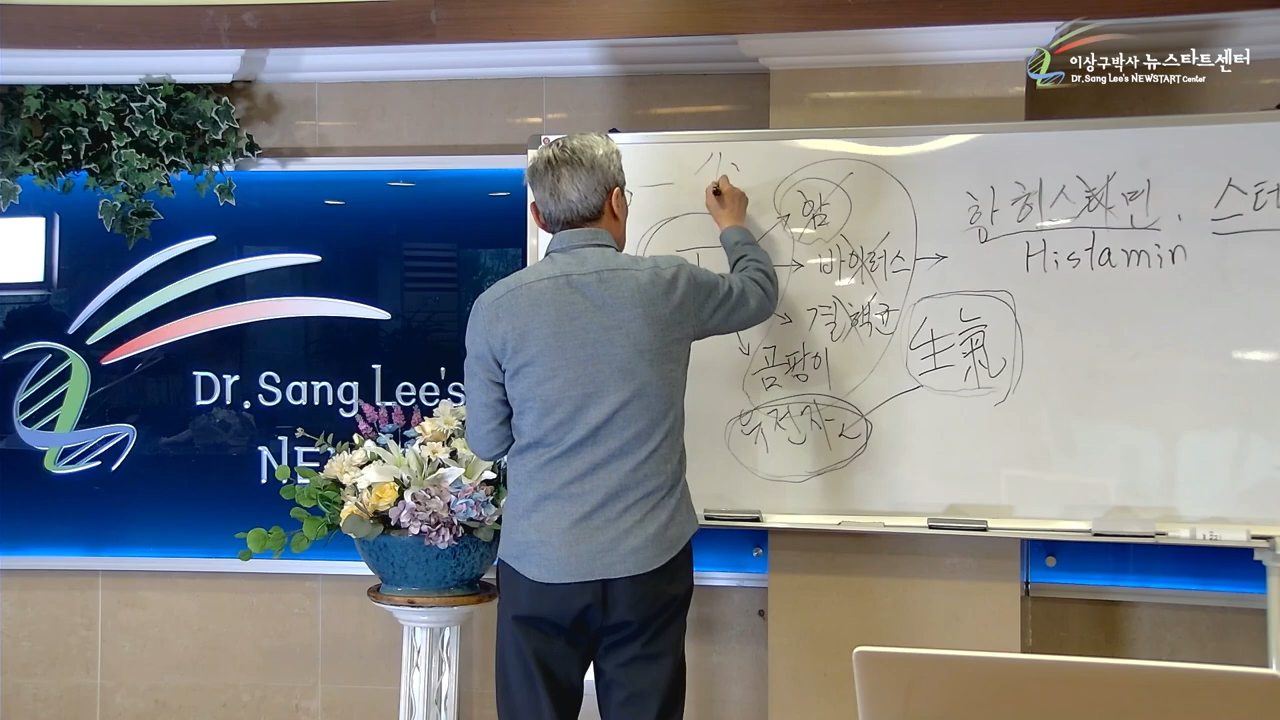 이상구박사 뉴스타트센터
Dr. Sang Lee's NEWSTART Center
암
바이러스
결핵균
곰팡이
유전자
生氣
항 히스타민. 스테
Histamin
Dr. Sang Lee's